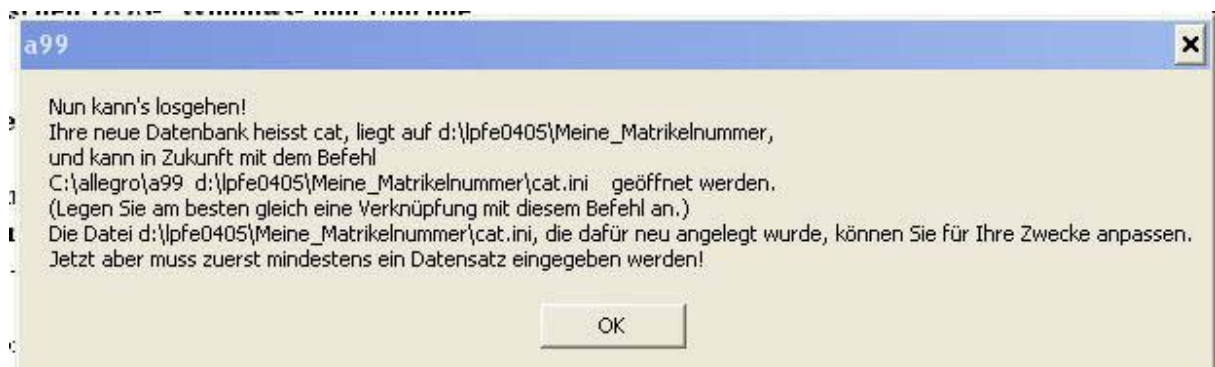 a99
Nun kann's losgehen!
Ihre neue Datenbank heisst cat, liegt auf d:\lpfe0405\Meine_Matrikelnummer,
und kann in Zukunft mit dem Befehl
C:\allegro\a99 d:\lpfe0405\Meine_Matrikelnummer\cat.ini geöffnet werden.
(Legen Sie am besten gleich eine Verknüpfung mit diesem Befehl an.)
Die Datei d:\lpfe0405\Meine_Matrikelnummer\cat.ini, die dafür neu angelegt wurde, können Sie für Ihre Zwecke anpassen.
Jetzt aber muss zuerst mindestens ein Datensatz eingegeben werden!
OK